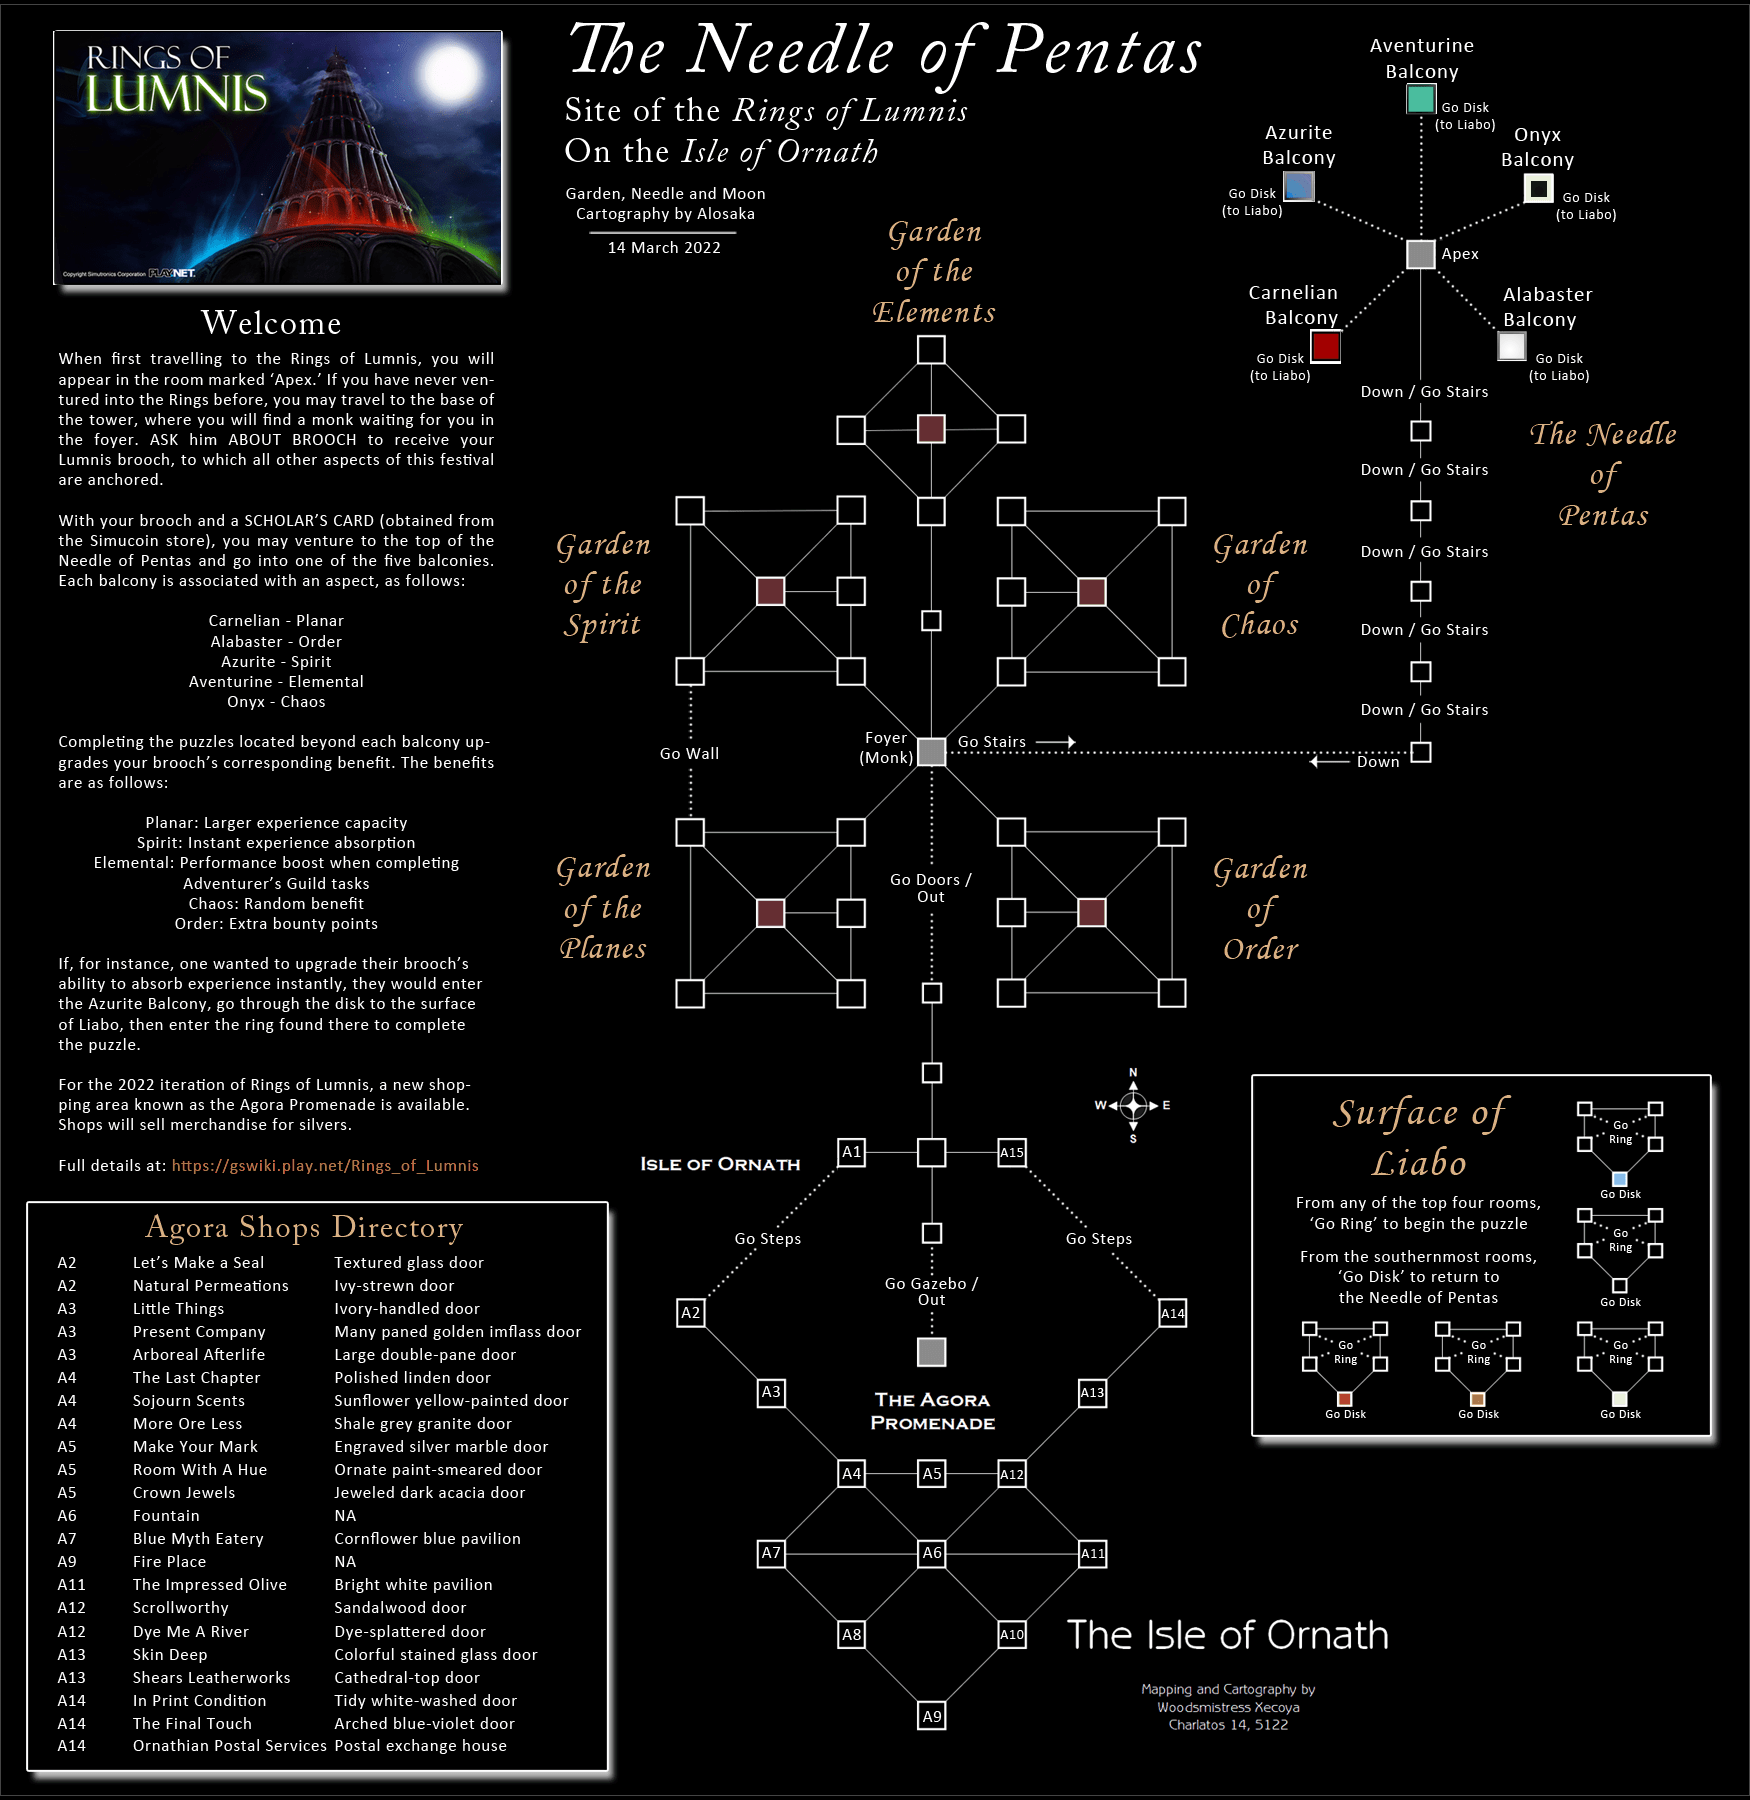 RINGS OF
LUMNIS
Copyright Simutronics Corporation PLAY.NET
The Needle of Pentas
Site of the Rings of Lumnis
On the Isle of Ornath
Garden, Needle and Moon
Cartography by Alosaka
14 March 2022
Welcome
When first travelling to the Rings of Lumnis, you will
appear in the room marked ‘Apex.’ If you have never ven-
tured into the Rings before, you may travel to the base of
the tower, where you will find a monk waiting for you in
the foyer. ASK him ABOUT BROOCH to receive your
Lumnis brooch, to which all other aspects of this festival
are anchored.
With your brooch and a SCHOLAR’S CARD (obtained from
the Simucoin store), you may venture to the top of the
Needle of Pentas and go into one of the five balconies.
Each balcony is associated with an aspect, as follows:
Carnelian - Planar
Alabaster - Order
Azurite - Spirit
Aventurine - Elemental
Onyx - Chaos
Completing the puzzles located beyond each balcony up-
grades your brooch’s corresponding benefit. The benefits
are as follows:
Planar: Larger experience capacity
Spirit: Instant experience absorption
Elemental: Performance boost when completing
Adventurer’s Guild tasks
Chaos: Random benefit
Order: Extra bounty points
If, for instance, one wanted to upgrade their brooch’s
ability to absorb experience instantly, they would enter
the Azurite Balcony, go through the disk to the surface
of Liabo, then enter the ring found there to complete
the puzzle.
For the 2022 iteration of Rings of Lumnis, a new shop-
ping area known as the Agora Promenade is available.
Shops will sell merchandise for silvers.
Full details at: https://gswiki.play.net/Rings_of_Lumnis
Agora Shops Directory
A2 Let’s Make a Seal Textured glass door
A2 Natural Permeations Ivy-strewn door
A3 Little Things Ivory-handled door
A3 Present Company Many paned golden imflass door
A3 Arboreal Afterlife Large double-pane door
A4 The Last Chapter Polished linden door
A4 Sojourn Scents Sunflower yellow-painted door
A4 More Ore Less Shale grey granite door
A5 Make Your Mark Engraved silver marble door
A5 Room With A Hue Ornate paint-smeared door
A5 Crown Jewels Jeweled dark acacia door
A6 Fountain NA
A7 Blue Myth Eatery Cornflower blue pavilion
A9 Fire Place NA
A11 The Impressed Olive Bright white pavilion
A12 Scrollworthy Sandalwood door
A12 Dye Me A River Dye-splattered door
A13 Skin Deep Colorful stained glass door
A13 Shears Leatherworks Cathedral-top door
A14 In Print Condition Tidy white-washed door
A14 The Final Touch Arched blue-violet door
A14 Ornathian Postal Services Postal exchange house
Garden
of the
Elements
Garden
of the
Spirit
Garden
of
Chaos
Go Wall
Foyer
(Monk)
Go Stairs
Down
Garden
of the
Planes
Go Doors /
Out
Garden
of
Order
Aventurine
Balcony
Go Disk
(to Liabo)
Azurite
Balcony
Go Disk
(to Liabo)
Onyx
Balcony
Go Disk
(to Liabo)
Apex
Carnelian
Balcony
Go Disk
(to Liabo)
Alabaster
Balcony
Go Disk
(to Liabo)
Down / Go Stairs
Down / Go Stairs
Down / Go Stairs
Down / Go Stairs
Down / Go Stairs
The Needle
of
Pentas
N
W E
S
Isle of Ornath
A1
A15
Go Steps
Go Steps
Go Gazebo /
Out
A2
A14
A3
A13
The Agora
Promenade
A4
A5
A12
A7
A6
A11
A8
A10
A9
Surface of
Liabo
From any of the top four rooms,
‘Go Ring’ to begin the puzzle
From the southernmost rooms,
‘Go Disk’ to return to
the Needle of Pentas
Go
Ring
Go Disk
Go
Ring
Go Disk
Go
Ring
Go Disk
Go
Ring
Go Disk
Go
Ring
Go Disk
The Isle of Ornath
Mapping and Cartography by
Woodsmistress Xecoya
Charlatos 14, 5122